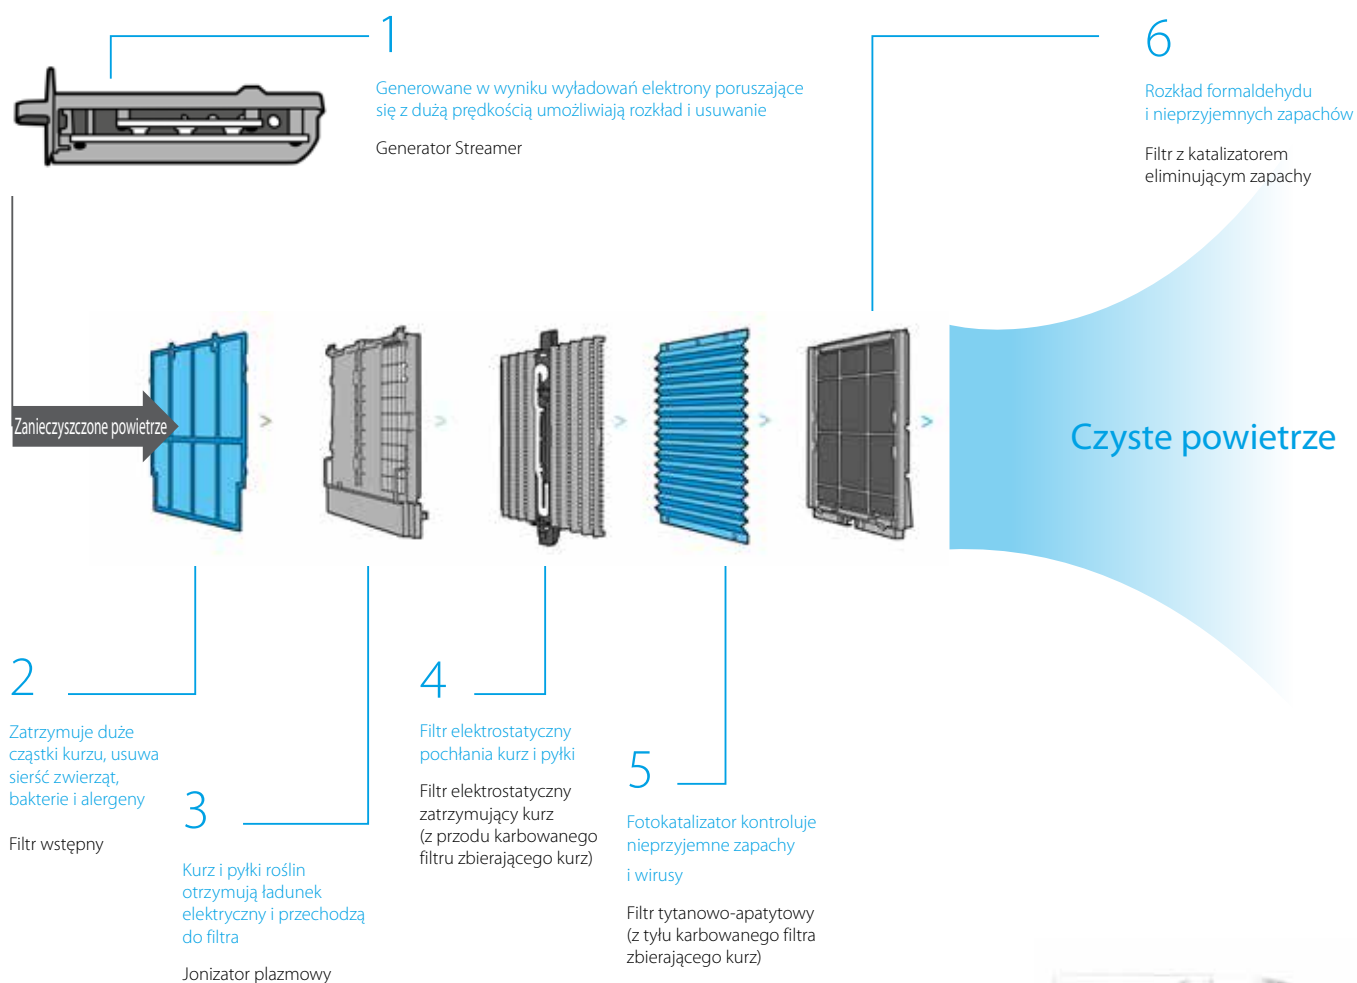 1
Generowane w wyniku wyładowań elektrony poruszające
się z dużą prędkością umożliwiają rozkład i usuwanie
Generator Streamer
6
Rozkład formaldehydu
i nieprzyjemnych zapachów
Filtr z katalizatorem
eliminującym zapachy
Zanieczyszczone powietrze
>
>
>
>
>
Czyste powietrze
2
Zatrzymuje duże
cząstki kurzu, usuwa
sierść zwierząt,
bakterie i alergeny
Filtr wstępny
3
Kurz i pyłki roślin
otrzymują ładunek
elektryczny i przechodzą
do filtra
Jonizator plazmowy
4
Filtr elektrostatyczny
pochłania kurz i pyłki
Filtr elektrostatyczny
zatrzymujący kurz
(z przodu karbowanego
filtru zbierającego kurz)
5
Fotokatalizator kontroluje
nieprzyjemne zapachy
i wirusy
Filtr tytanowo-apatytowy
(z tyłu karbowanego filtra
zbierającego kurz)